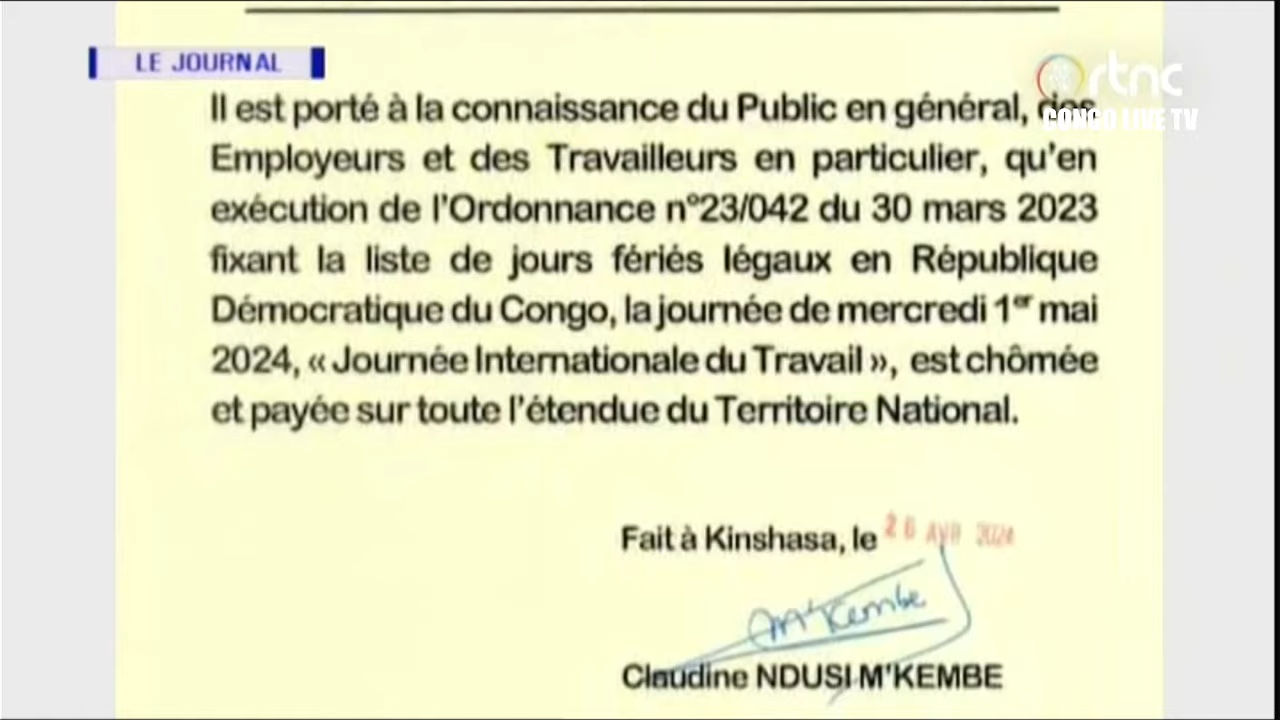 LE JOURNAL
rtnc
CONGO LIVE TV
Il est porté à la connaissance du Public en général, des
Employeurs et des Travailleurs en particulier, qu'en
exécution de l'Ordonnance n°23/042 du 30 mars 2023
fixant la liste de jours fériés légaux en République
Démocratique du Congo, la journée de mercredi 1er mai
2024, « Journée Internationale du Travail », est chômée
et payée sur toute l'étendue du Territoire National.
Fait à Kinshasa, le 26 AVR 2024
M'Kembe
Claudine NDUSI M'KEMBE